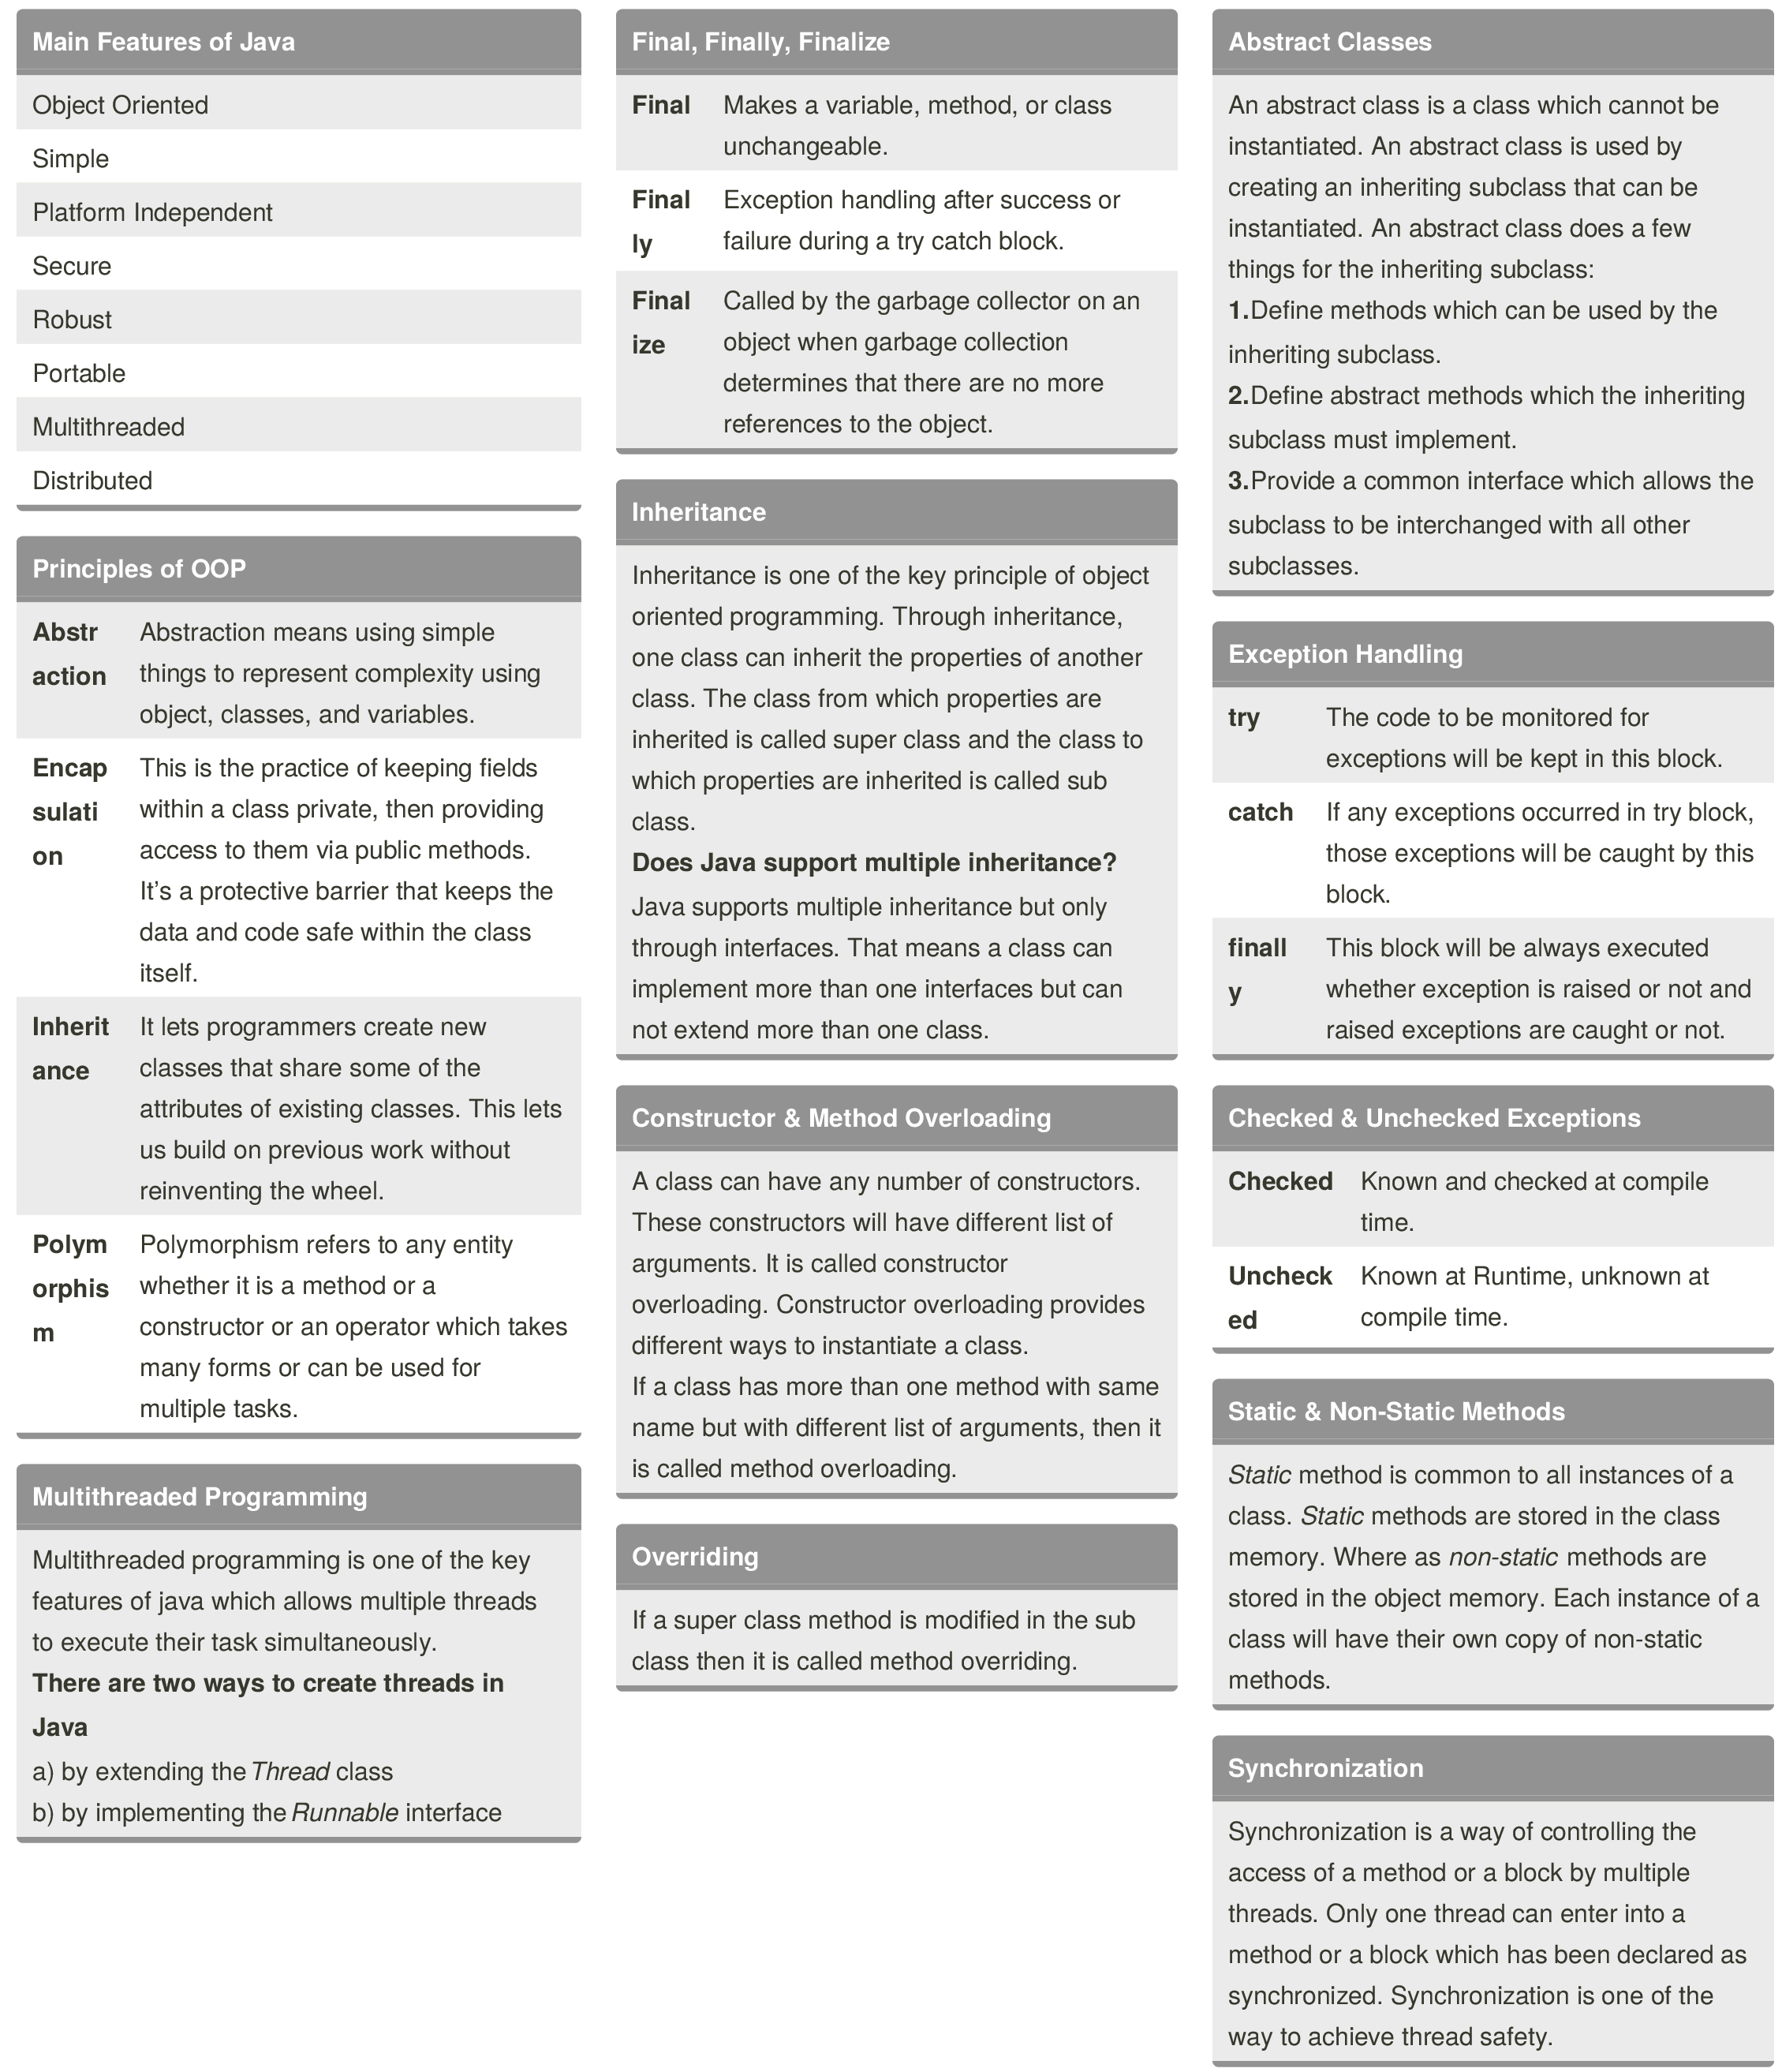 Main Features of Java
Object Oriented
Simple
Platform Independent
Secure
Robust
Portable
Multithreaded
Distributed
Principles of OOP
Abstr
action
Abstraction means using simple
things to represent complexity using
object, classes, and variables.
Encap
sulati
on
This is the practice of keeping fields
within a class private, then providing
access to them via public methods.
It’s a protective barrier that keeps the
data and code safe within the class
itself.
Inherit
ance
It lets programmers create new
classes that share some of the
attributes of existing classes. This lets
us build on previous work without
reinventing the wheel.
Polym
orphis
m
Polymorphism refers to any entity
whether it is a method or a
constructor or an operator which takes
many forms or can be used for
multiple tasks.
Multithreaded Programming
Multithreaded programming is one of the key
features of java which allows multiple threads
to execute their task simultaneously.
There are two ways to create threads in
Java
a) by extending the Thread class
b) by implementing the Runnable interface
Final, Finally, Finalize
Final
Makes a variable, method, or class
unchangeable.
Final
ly
Exception handling after success or
failure during a try catch block.
Final
ize
Called by the garbage collector on an
object when garbage collection
determines that there are no more
references to the object.
Inheritance
Inheritance is one of the key principle of object
oriented programming. Through inheritance,
one class can inherit the properties of another
class. The class from which properties are
inherited is called super class and the class to
which properties are inherited is called sub
class.
Does Java support multiple inheritance?
Java supports multiple inheritance but only
through interfaces. That means a class can
implement more than one interfaces but can
not extend more than one class.
Constructor & Method Overloading
A class can have any number of constructors.
These constructors will have different list of
arguments. It is called constructor
overloading. Constructor overloading provides
different ways to instantiate a class.
If a class has more than one method with same
name but with different list of arguments, then it
is called method overloading.
Overriding
If a super class method is modified in the sub
class then it is called method overriding.
Abstract Classes
An abstract class is a class which cannot be
instantiated. An abstract class is used by
creating an inheriting subclass that can be
instantiated. An abstract class does a few
things for the inheriting subclass:
1.Define methods which can be used by the
inheriting subclass.
2.Define abstract methods which the inheriting
subclass must implement.
3.Provide a common interface which allows the
subclass to be interchanged with all other
subclasses.
Exception Handling
try
The code to be monitored for
exceptions will be kept in this block.
catch
If any exceptions occurred in try block,
those exceptions will be caught by this
block.
finall
y
This block will be always executed
whether exception is raised or not and
raised exceptions are caught or not.
Checked & Unchecked Exceptions
Checked
Known and checked at compile
time.
Uncheck
ed
Known at Runtime, unknown at
compile time.
Static & Non-Static Methods
Static method is common to all instances of a
class. Static methods are stored in the class
memory. Where as non-static methods are
stored in the object memory. Each instance of a
class will have their own copy of non-static
methods.
Synchronization
Synchronization is a way of controlling the
access of a method or a block by multiple
threads. Only one thread can enter into a
method or a block which has been declared as
synchronized. Synchronization is one of the
way to achieve thread safety.